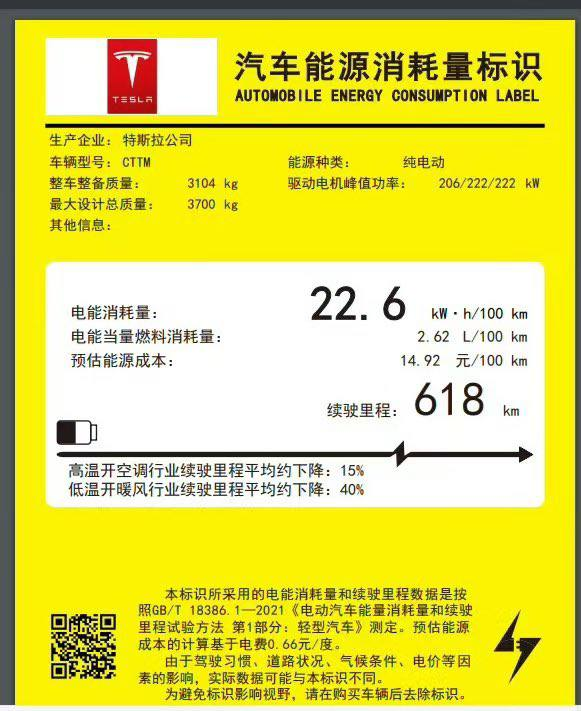 TESLA
汽车能源消耗量标识
AUTOMOBILE ENERGY CONSUMPTION LABEL
生产企业: 特斯拉公司
车辆型号: CTTM 能源种类: 纯电动
整车整备质量: 3104 kg 驱动电机峰值功率: 206/222/222 kW
最大设计总质量: 3700 kg
其他信息:
电能消耗量: 22.6 kW·h/100 km
电能当量燃料消耗量: 2.62 L/100 km
预估能源成本: 14.92 元/100 km
续驶里程: 618 km
高温开空调行业续驶里程平均约下降: 15%
低温开暖风行业续驶里程平均约下降: 40%
本标识所采用的电能消耗量和续驶里程数据是按
照GB/T 18386.1—2021《电动汽车能量消耗量和续驶
里程试验方法 第1部分: 轻型汽车》测定。预估能源
成本的计算基于电费0.66元/度。
由于驾驶习惯、道路状况、气候条件、电价等因
素的影响, 实际数据可能与本标识不同。
为避免标识影响视野, 请在购买车辆后去除标识。